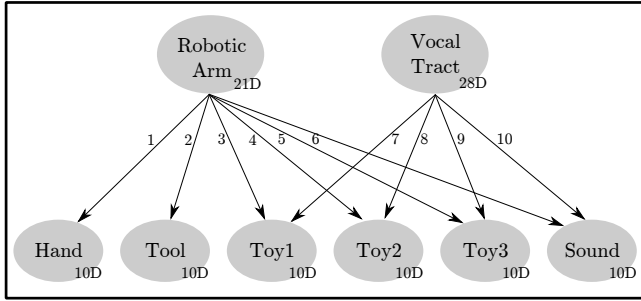 Robotic
Arm
21D
Vocal
Tract
28D
1
2
3
4
5
6
7
8
9
10
Hand
10D
Tool
10D
Toy1
10D
Toy2
10D
Toy3
10D
Sound
10D